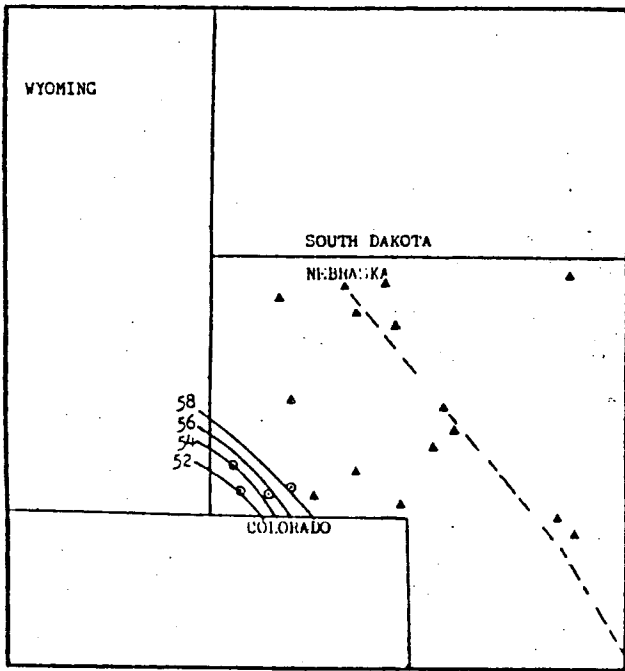 WYOMING
SOUTH DAKOTA
NEBRASKA
58
56
54
52
COLORADO